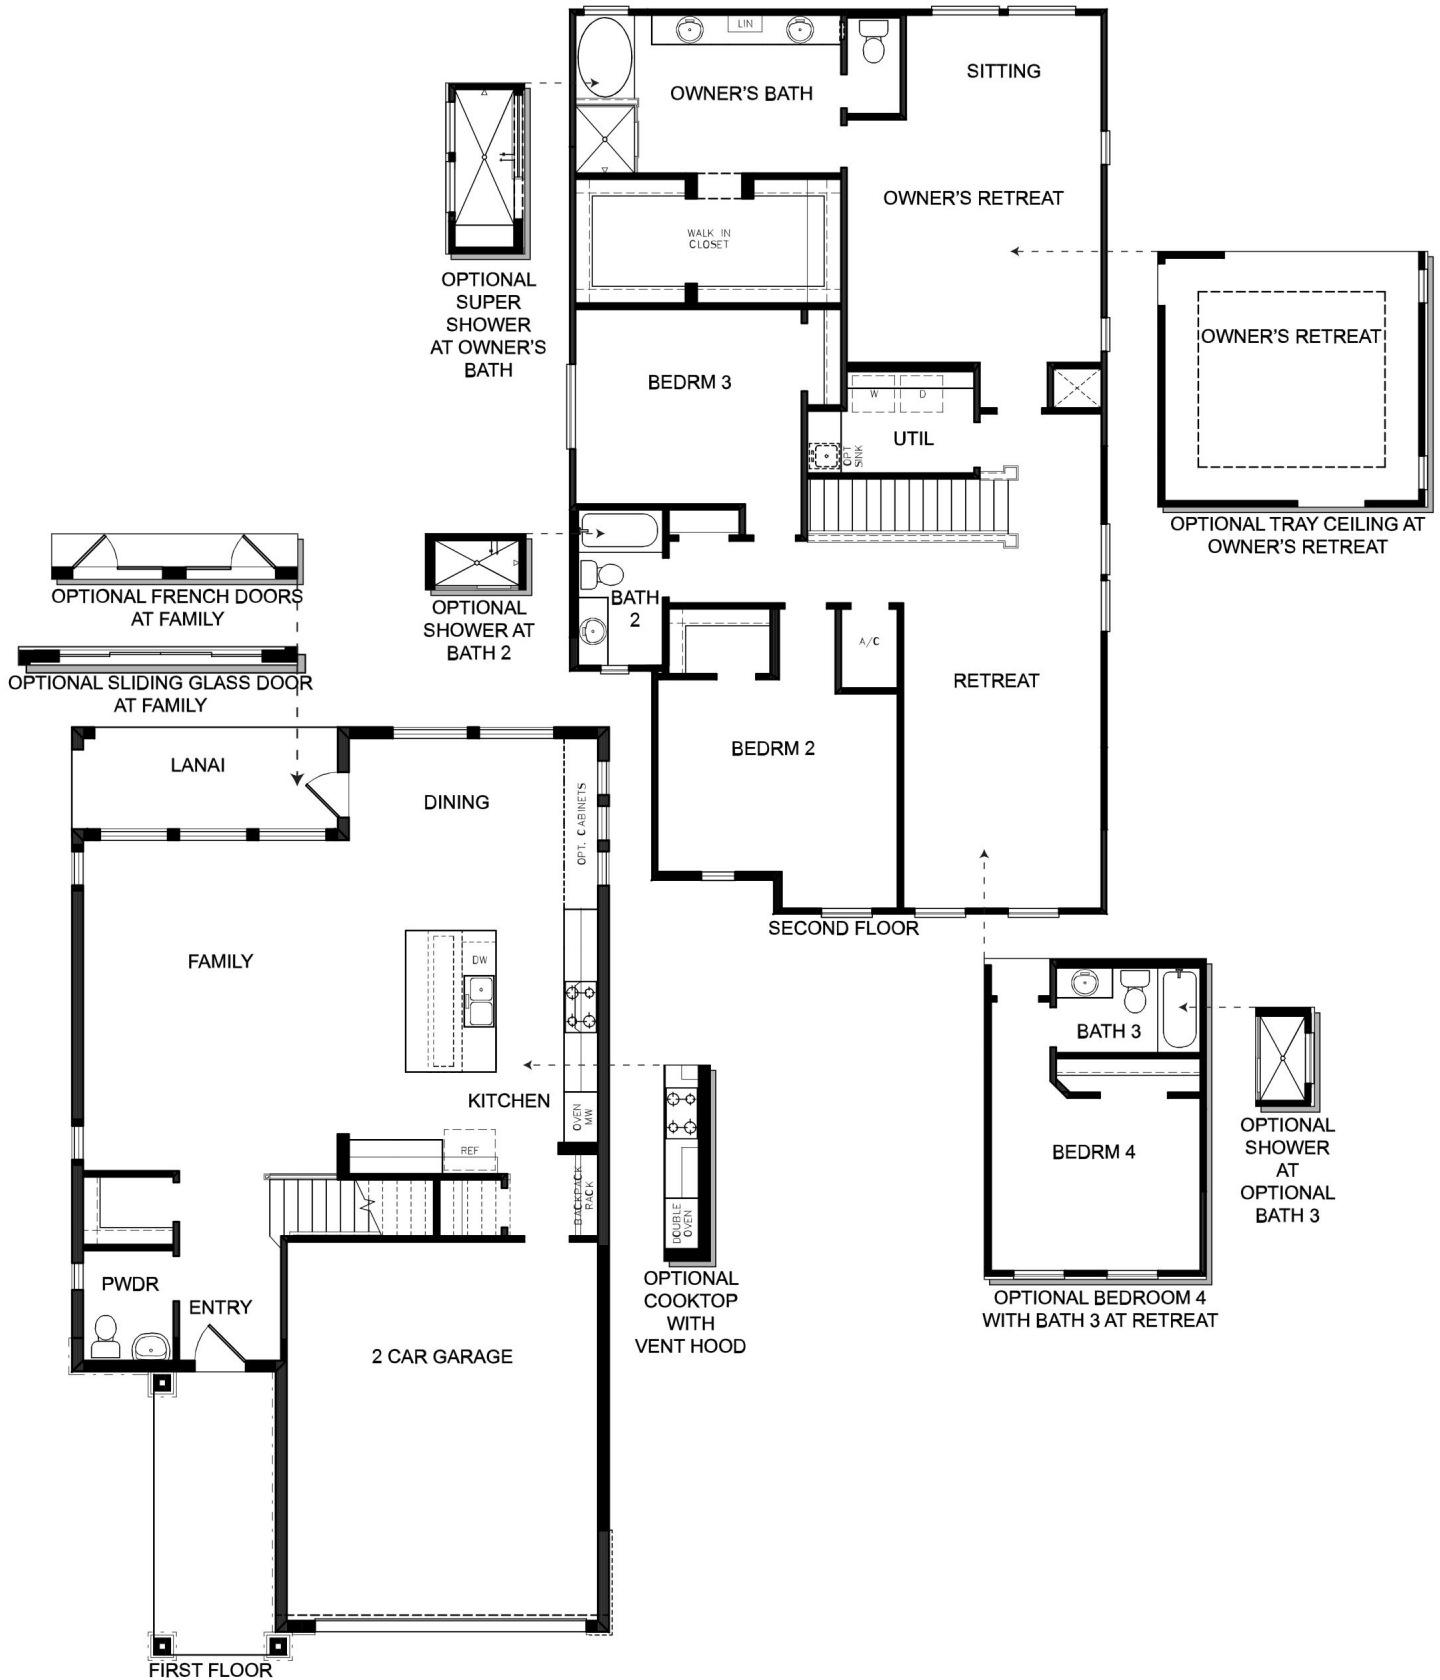 LIN
SITTING
OWNER'S BATH
OWNER'S RETREAT
WALK IN
CLOSET
OPTIONAL
SUPER
SHOWER
AT OWNER'S
BATH
OWNER'S RETREAT
OPTIONAL TRAY CEILING AT
OWNER'S RETREAT
BEDRM 3
W
D
UTIL
OPT
SINK
OPTIONAL FRENCH DOORS
AT FAMILY
OPTIONAL SLIDING GLASS DOOR
AT FAMILY
OPTIONAL
SHOWER AT
BATH 2
BATH
2
A/C
RETREAT
BEDRM 2
SECOND FLOOR
LANAI
DINING
OPT. CABINETS
FAMILY
DW
KITCHEN
OVEN
MW
REF
BACKPACK
RACK
DOUBLE
OVEN
OPTIONAL
COOKTOP
WITH
VENT HOOD
BATH 3
BEDRM 4
OPTIONAL BEDROOM 4
WITH BATH 3 AT RETREAT
OPTIONAL
SHOWER
AT
OPTIONAL
BATH 3
PWDR
ENTRY
2 CAR GARAGE
FIRST FLOOR